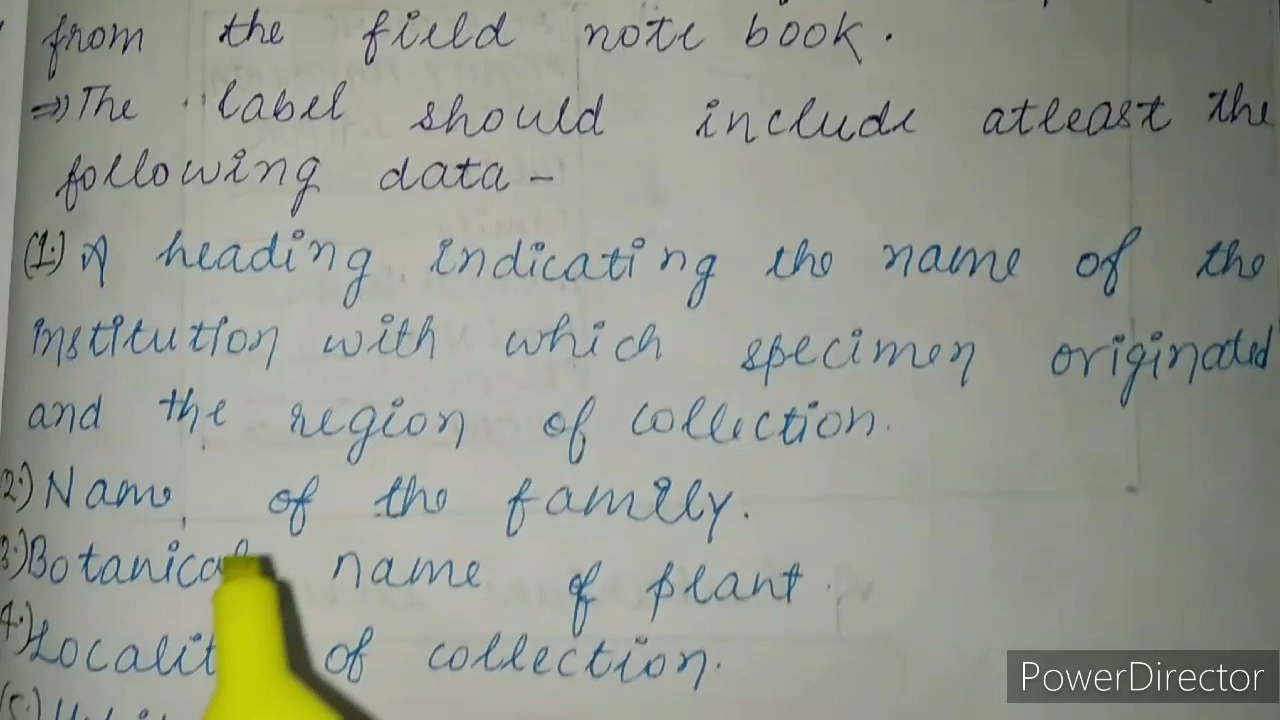 from the field note book.
⇒ The label should include atleast the
following data -
(1.) A heading indicating the name of the
institution with which specimen originated
and the region of collection.
2.) Name of the family.
3.) Botanical name of plant.
4.) Locality of collection.
(5.)
PowerDirector